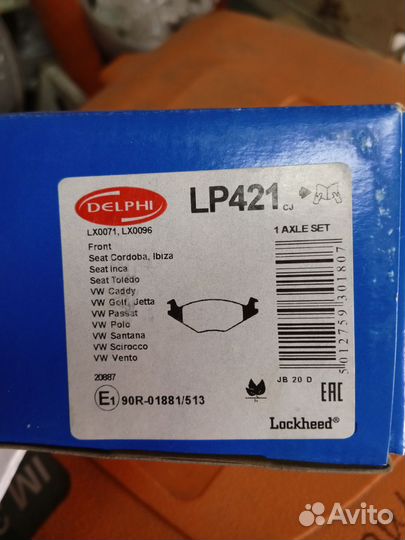 DELPHI
LP421 CJ
LX0071, LX0096
1 AXLE SET
Front
Seat Cordoba, Ibiza
Seat Inca
Seat Toledo
VW Caddy
VW Golf, Jetta
VW Passat
VW Polo
VW Santana
VW Scirocco
VW Vento
20887
E1 90R-01881/513
JB 20 D
EAC
5012759301807
Lockheed®
Avito